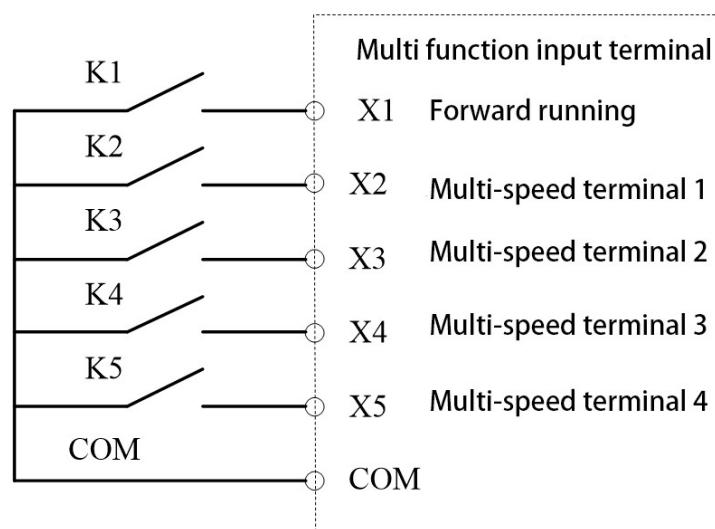 Multi function input terminal
K1
X1 Forward running
K2
X2 Multi-speed terminal 1
K3
X3 Multi-speed terminal 2
K4
X4 Multi-speed terminal 3
K5
X5 Multi-speed terminal 4
COM
COM